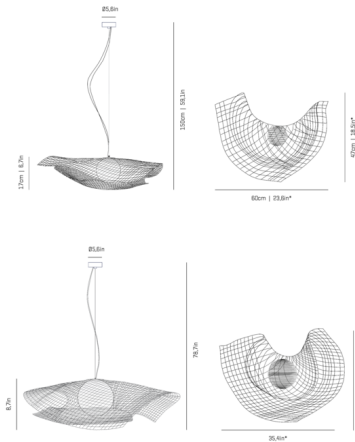 Ø5,6in
150cm | 59,1in
17cm | 6,7in
47cm | 18,5in*
60cm | 23,6in*
Ø5,6in
78,7in
8,7in
35,4in*